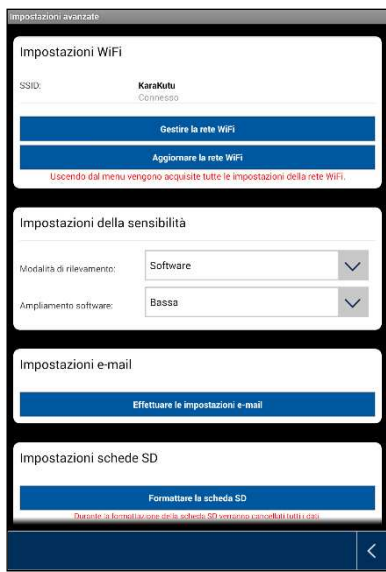 Impostazioni avanzate
Impostazioni WiFi
SSID: KaraKutu
Connesso
Gestire la rete WiFi
Aggiornare la rete WiFi
Uscendo dal menu vengono acquisite tutte le impostazioni della rete WiFi.
Impostazioni della sensibilità
Modalità di rilevamento: Software
Ampliamento software: Bassa
Impostazioni e-mail
Effettuare le impostazioni e-mail
Impostazioni schede SD
Formattare la scheda SD
Durante la formattazione della scheda SD verranno cancellati tutti i dati